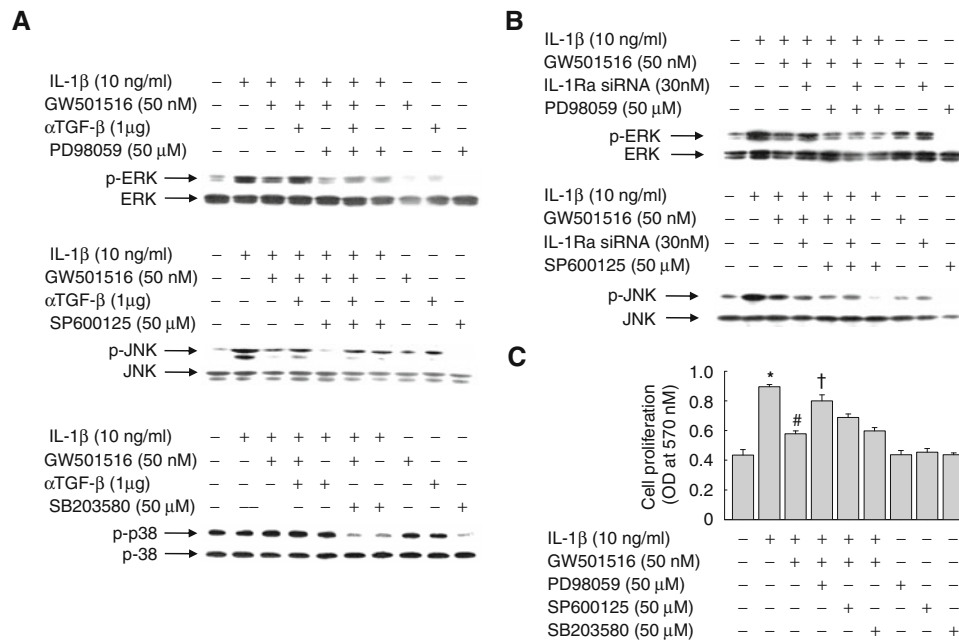 A
IL-1β (10 ng/ml) − + + + + + + − − −
GW501516 (50 nM) − − + + + + − + − −
αTGF-β (1µg) − − − + − + − − + −
PD98059 (50 µM) − − − − + + + − − +
p-ERK
ERK
IL-1β (10 ng/ml) − + + + + + + − − −
GW501516 (50 nM) − − + + + + − + − −
αTGF-β (1µg) − − − + − + − − + −
SP600125 (50 µM) − − − − + + + − − +
p-JNK
JNK
IL-1β (10 ng/ml) − + + + + + + − − −
GW501516 (50 nM) − − + + − + − + − −
αTGF-β (1µg) − − − + + − − − + −
SB203580 (50 µM) − −− − − − + + − − +
p-p38
p-38
B
IL-1β (10 ng/ml) − + + + + + + − − −
GW501516 (50 nM) − − + + + + − + − −
IL-1Ra siRNA (30nM) − − − + − + − − + −
PD98059 (50 µM) − − − − + + + − − +
p-ERK
ERK
IL-1β (10 ng/ml) − + + + + + + − − −
GW501516 (50 nM) − − + + + + − + − −
IL-1Ra siRNA (30nM) − − − + − + − − + −
SP600125 (50 µM) − − − − + + + − − +
p-JNK
JNK
C
Cell proliferation
(OD at 570 nM)
1.0
0.8
0.6
0.4
0.2
0
* # †
IL-1β (10 ng/ml) − + + + + + − − −
GW501516 (50 nM) − − + + + + − − −
PD98059 (50 µM) − − − + − − + − −
SP600125 (50 µM) − − − − + − − + −
SB203580 (50 µM) − − − − − + − − +